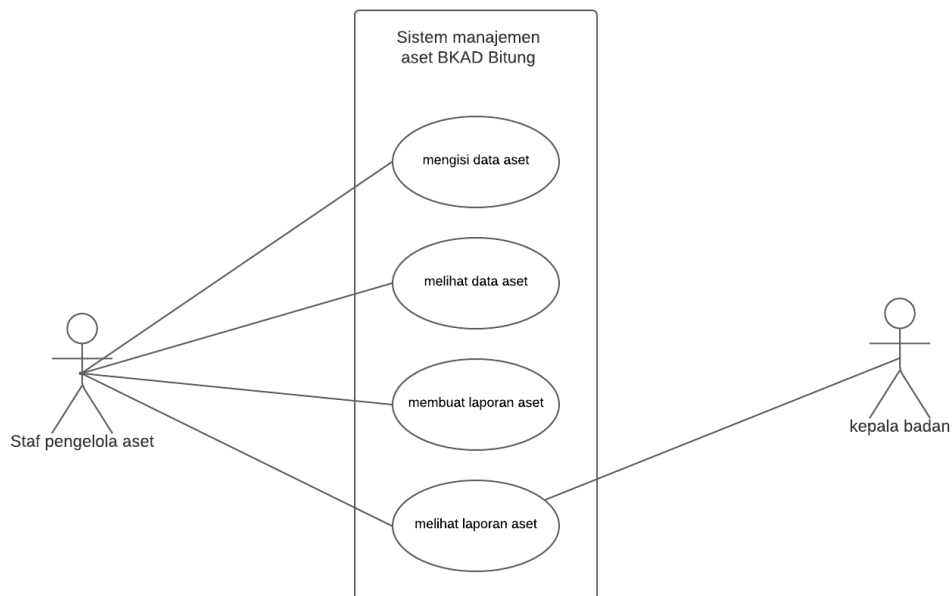 Sistem manajemen
aset BKAD Bitung
mengisi data aset
melihat data aset
membuat laporan aset
melihat laporan aset
Staf pengelola aset
kepala badan